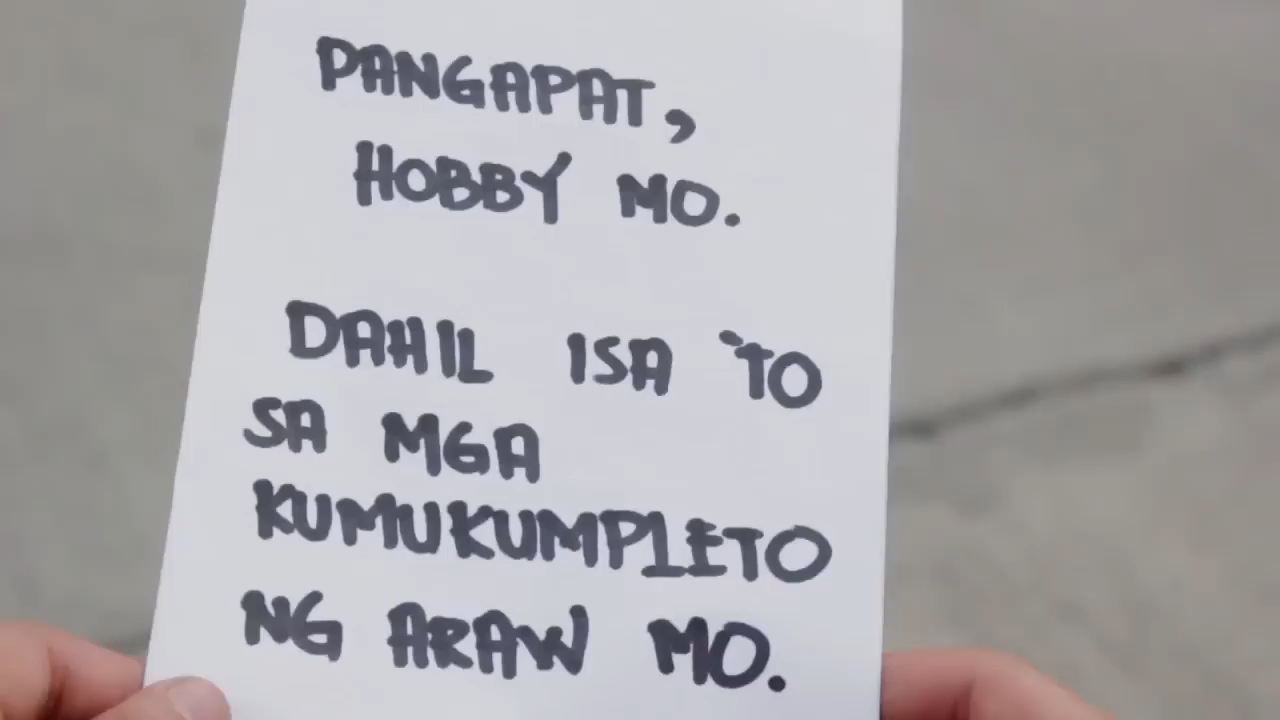 PANGAPAT,
HOBBY MO.
DAHIL ISA 'TO
SA MGA
KUMUKUMPLETO
NG ARAW MO.